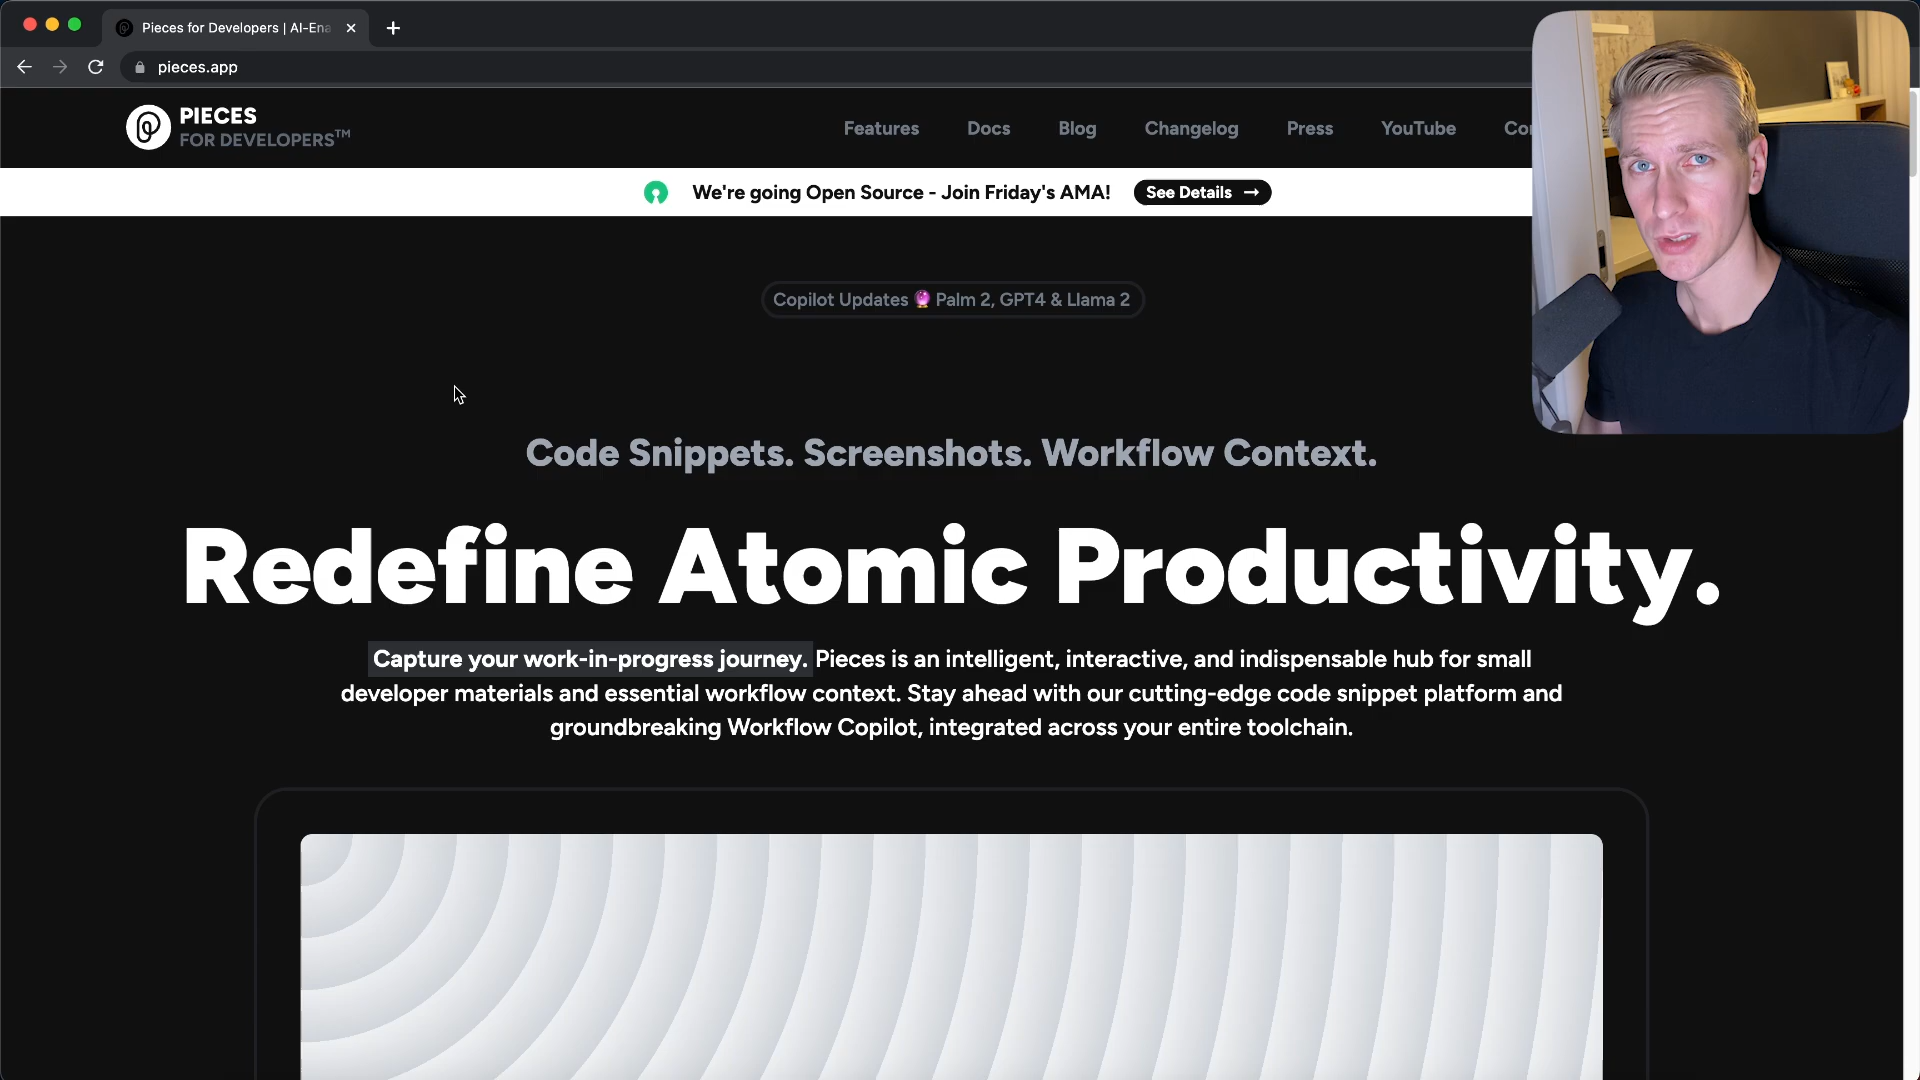 Pieces for Developers | AI-Ena
pieces.app
PIECES
FOR DEVELOPERS™
Features
Docs
Blog
Changelog
Press
YouTube
We're going Open Source - Join Friday's AMA!
See Details →
Copilot Updates 🔮 Palm 2, GPT4 & Llama 2
Code Snippets. Screenshots. Workflow Context.
Redefine Atomic Productivity.
Capture your work-in-progress journey. Pieces is an intelligent, interactive, and indispensable hub for small
developer materials and essential workflow context. Stay ahead with our cutting-edge code snippet platform and
groundbreaking Workflow Copilot, integrated across your entire toolchain.